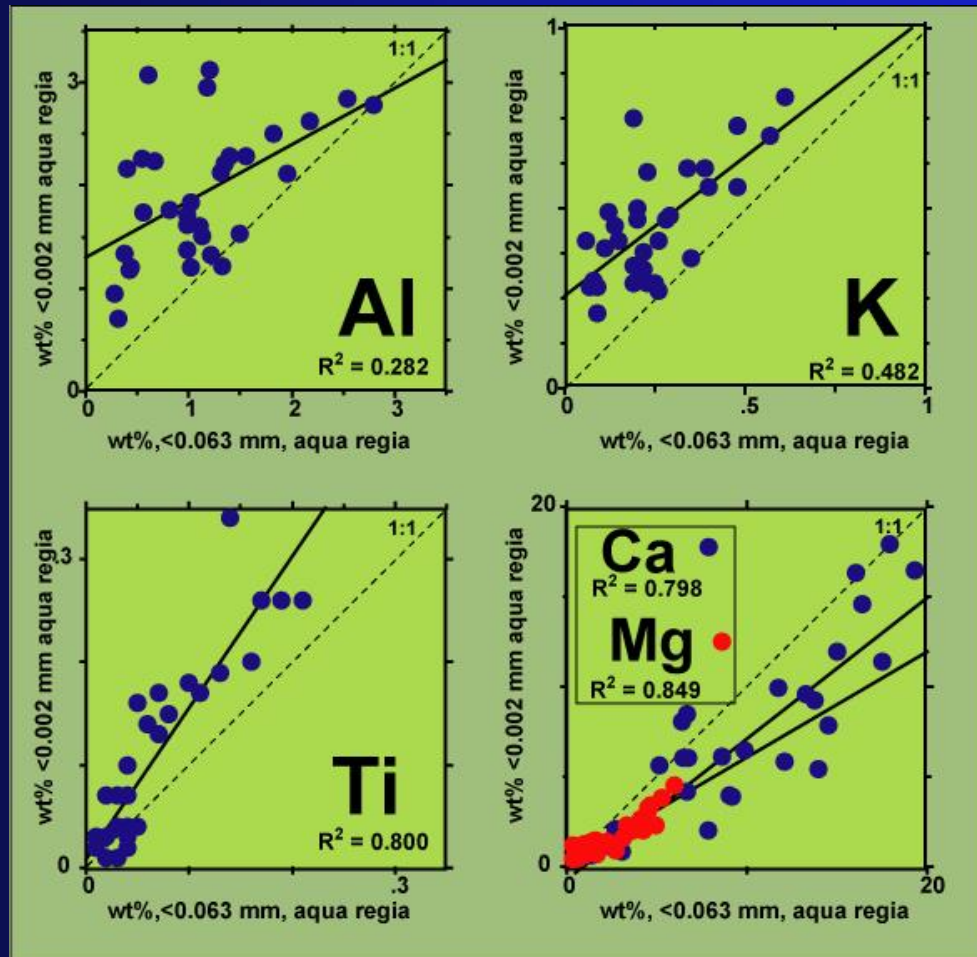 1:1
3
wt% <0.002 mm aqua regia
Al
R² = 0.282
0
0 1 2 3
wt%,<0.063 mm, aqua regia
1
1:1
wt% <0.002 mm aqua regia
K
R² = 0.482
0
0 .5 1
wt%, <0.063 mm, aqua regia
1:1
.3
wt% <0.002 mm aqua regia
Ti
R² = 0.800
0
0 .3
wt%,<0.063 mm, aqua regia
20
1:1
Ca
R² = 0.798
Mg
R² = 0.849
wt% <0.002 mm aqua regia
0
0 20
wt%, <0.063 mm, aqua regia